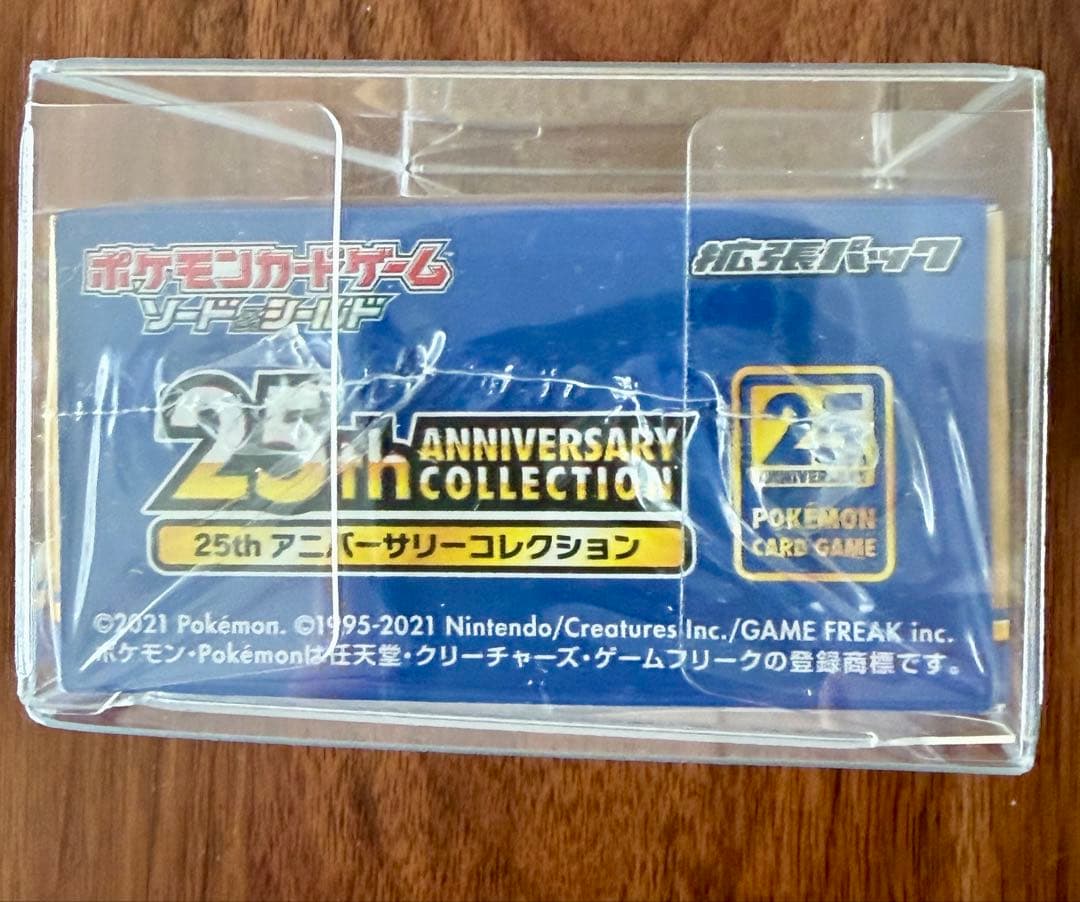 ポケモンカードゲーム
ソード&シールド
拡張パック
25th ANNIVERSARY
COLLECTION
25th アニバーサリーコレクション
25
ANNIVERSARY
POKÉMON
CARD GAME
©2021 Pokémon. ©1995-2021 Nintendo/Creatures Inc./GAME FREAK inc.
ポケモン・Pokémonは任天堂・クリーチャーズ・ゲームフリークの登録商標です。